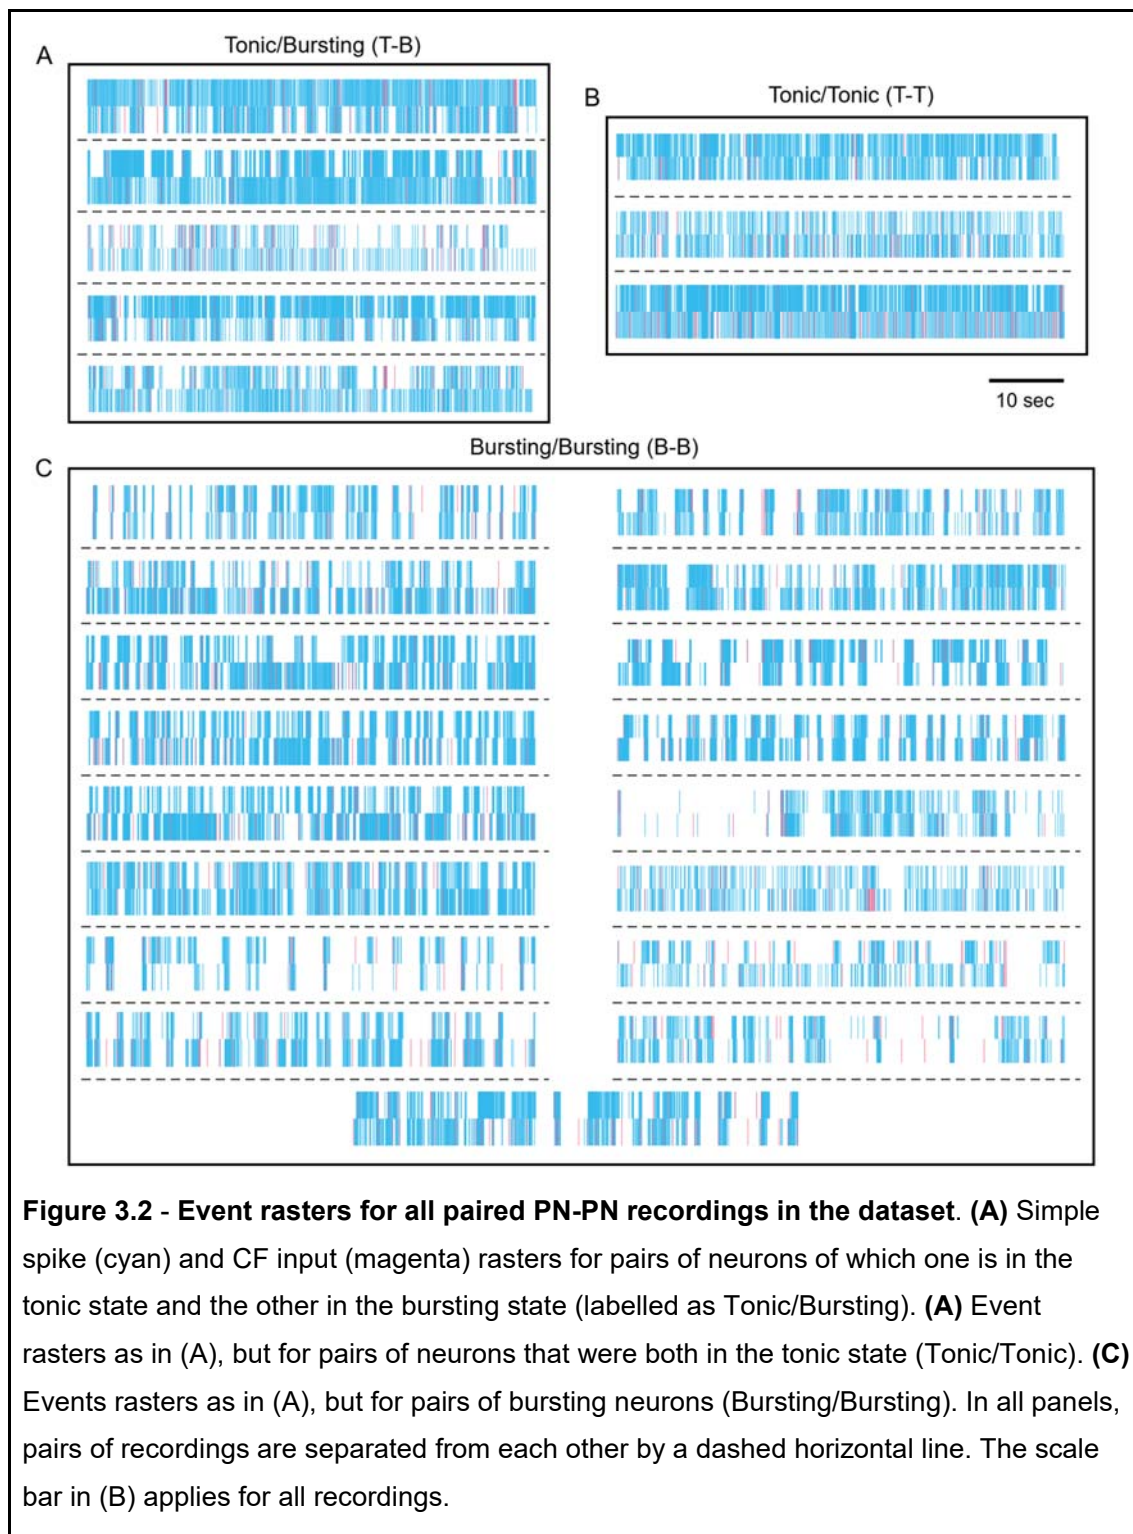 A
Tonic/Bursting (T-B)
B
Tonic/Tonic (T-T)
10 sec
C
Bursting/Bursting (B-B)
Figure 3.2 - Event rasters for all paired PN-PN recordings in the dataset. (A) Simple
spike (cyan) and CF input (magenta) rasters for pairs of neurons of which one is in the
tonic state and the other in the bursting state (labelled as Tonic/Bursting). (A) Event
rasters as in (A), but for pairs of neurons that were both in the tonic state (Tonic/Tonic). (C)
Events rasters as in (A), but for pairs of bursting neurons (Bursting/Bursting). In all panels,
pairs of recordings are separated from each other by a dashed horizontal line. The scale
bar in (B) applies for all recordings.